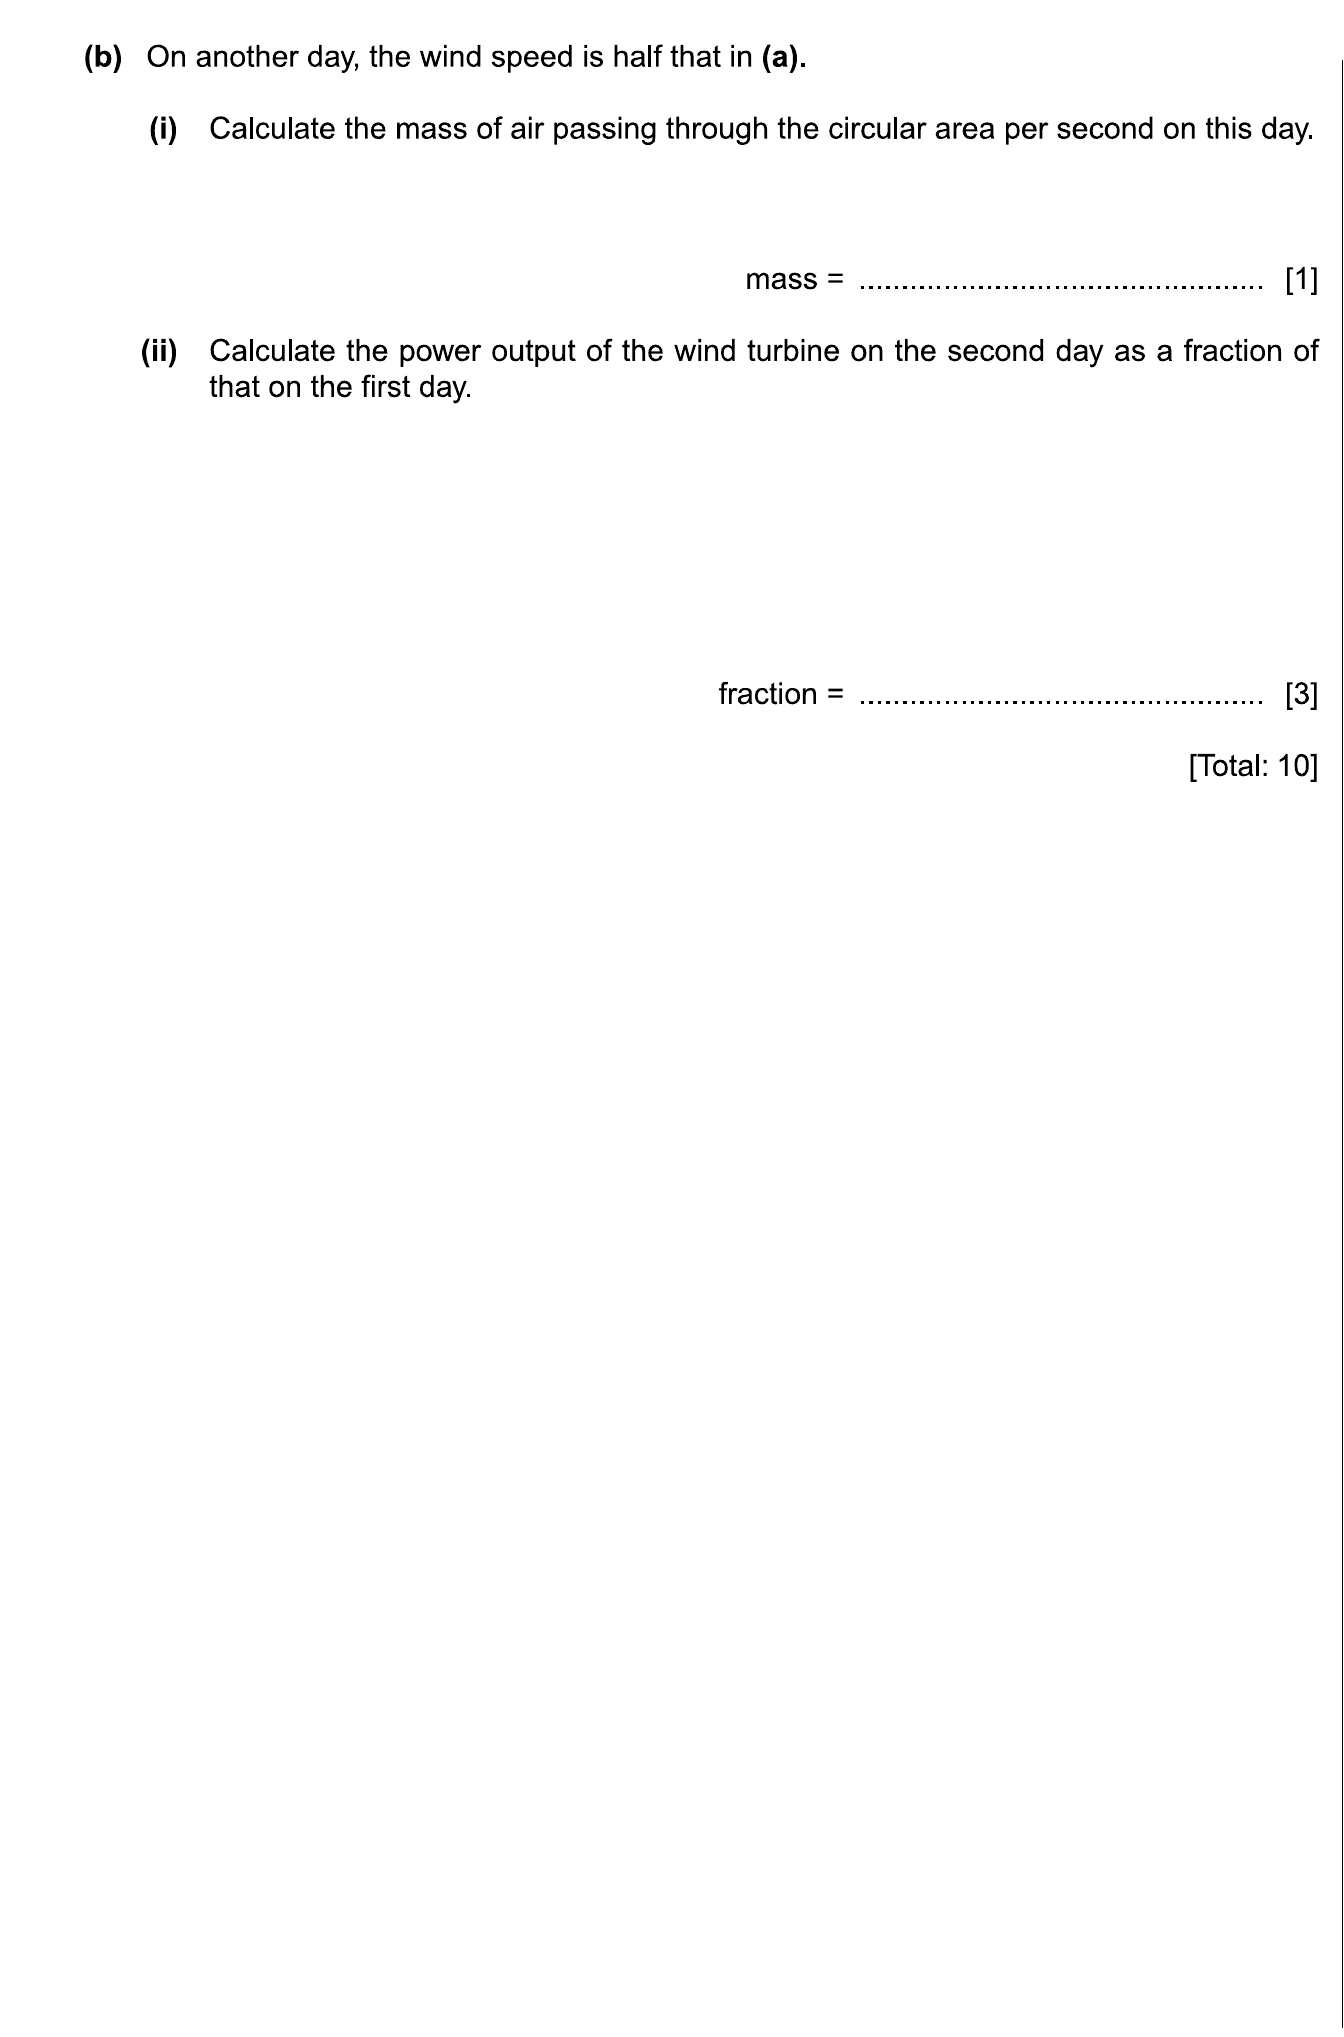 (b) On another day, the wind speed is half that in (a).
(i) Calculate the mass of air passing through the circular area per second on this day.
mass = ................................................ [1]
(ii) Calculate the power output of the wind turbine on the second day as a fraction of
that on the first day.
fraction = ................................................ [3]
[Total: 10]